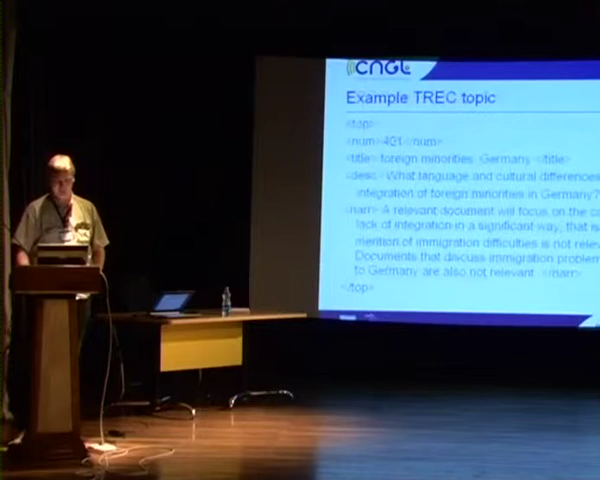 CNGL
Example TREC topic
<top>
<num>401</num>
<title> foreign minorities, Germany </title>
<desc> What language and cultural differences
integration of foreign minorities in Germany?
<narr> A relevant document will focus on the
lack of integration in a significant way; that is
mention of immigration difficulties is not
Documents that discuss immigration
to Germany are also not relevant. </narr>
</top>